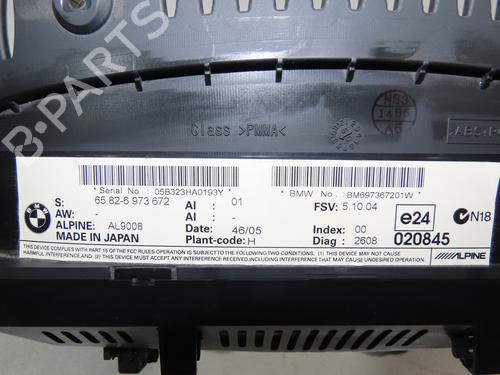 NS3
1485
A5
Glass >PMMA<
>ABS+P
* Serial No.: 05B323HA0193Y * * BMW No.: BM697367201W *
S: 65.82-6 973 672 AI : 01 FSV: 5.10.04 e24 N18
AW: - AI : -
ALPINE: AL9008 Date: 46/05 Index: 00
MADE IN JAPAN Plant-code: H Diag : 2608 020845
THIS DEVICE COMPLIES WITH PART 15 OF THE FCC RULES. OPERATION IS SUBJECT TO THE FOLLOWING TWO CONDITIONS:
(1) THIS DEVICE MAY NOT CAUSE HARMFUL INTERFERENCE, AND
(2) THIS DEVICE MUST ACCEPT ANY INTERFERENCE RECEIVED, INCLUDING INTERFERENCE THAT MAY CAUSE UNDESIRED OPERATION.
ALPINE
BMW
B-PARTS